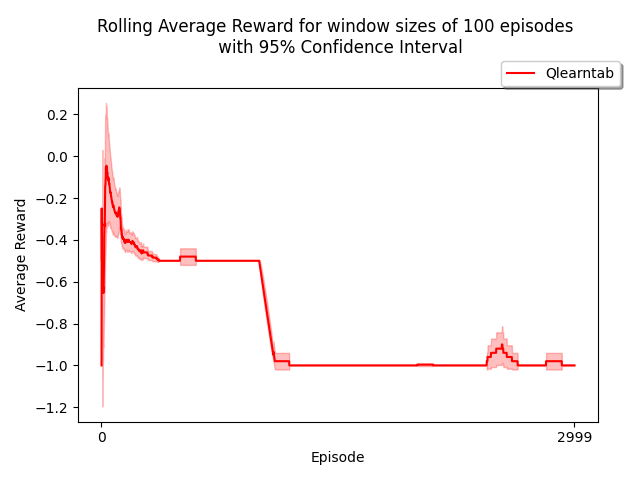 Rolling Average Reward for window sizes of 100 episodes
with 95% Confidence Interval
Qlearntab
0.2
0.0
−0.2
−0.4
−0.6
−0.8
−1.0
−1.2
Average Reward
0
2999
Episode